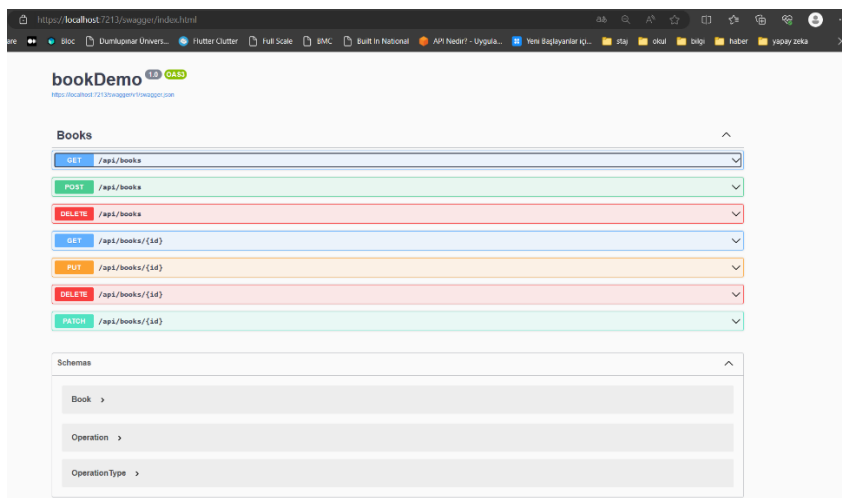 https://localhost:7213/swagger/index.html
are Bloc Dumlupınar Ünivers... Flutter Clutter Full Scale BMC Built In National API Nedir? - Uygula... Yeni Başlayanlar içi... staj okul bilgi haber yapay zeka
bookDemo 1.0 OAS3
https://localhost:7213/swagger/v1/swagger.json
Books
GET /api/books
POST /api/books
DELETE /api/books
GET /api/books/{id}
PUT /api/books/{id}
DELETE /api/books/{id}
PATCH /api/books/{id}
Schemas
Book
Operation
OperationType